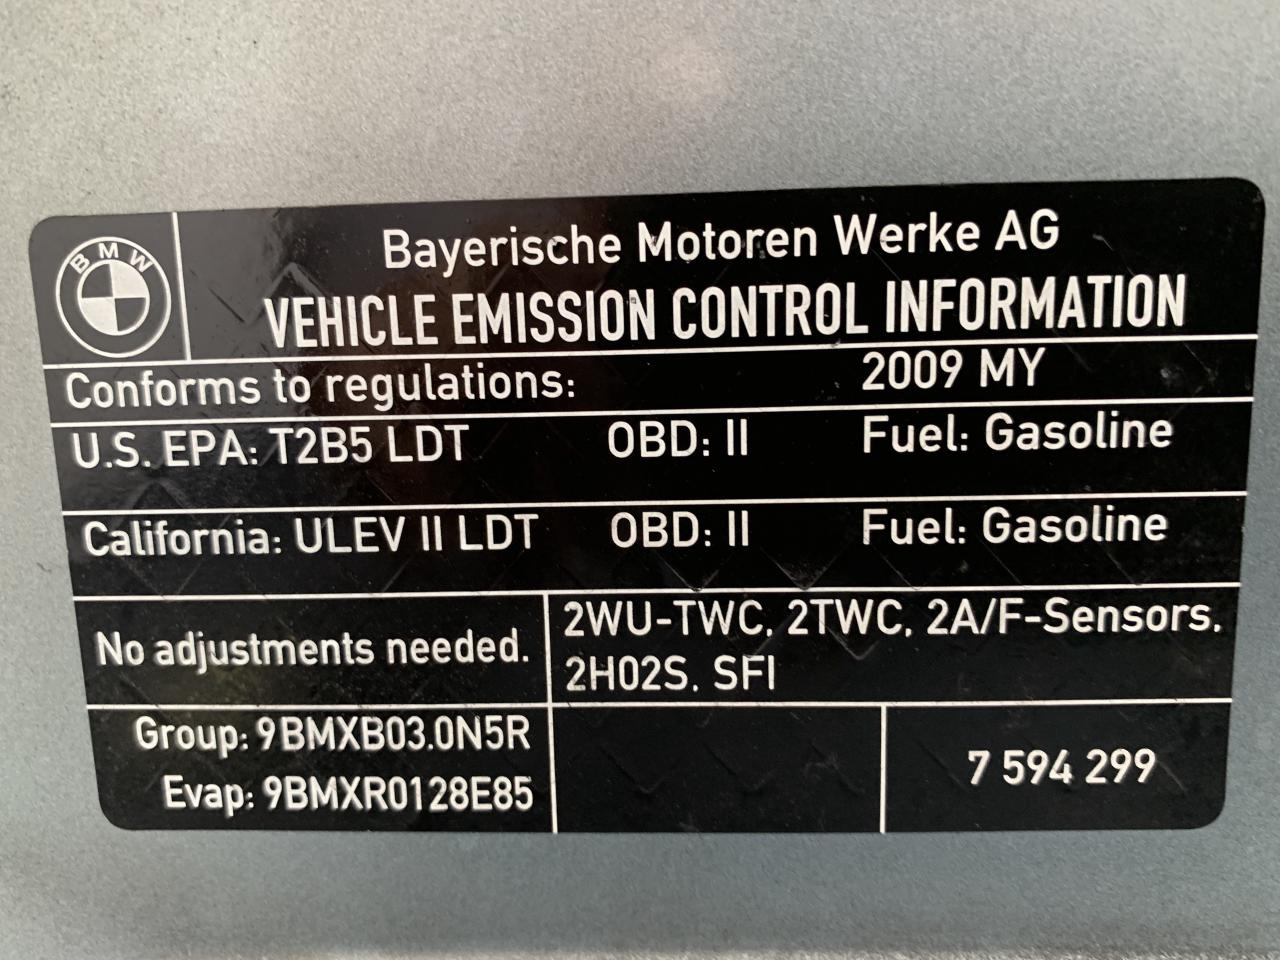 BMW
Bayerische Motoren Werke AG
VEHICLE EMISSION CONTROL INFORMATION
Conforms to regulations: 2009 MY
U.S. EPA: T2B5 LDT OBD: II Fuel: Gasoline
California: ULEV II LDT OBD: II Fuel: Gasoline
No adjustments needed.
2WU-TWC, 2TWC, 2A/F-Sensors,
2HO2S, SFI
Group: 9BMXB03.0N5R
Evap: 9BMXR0128E85
7 594 299